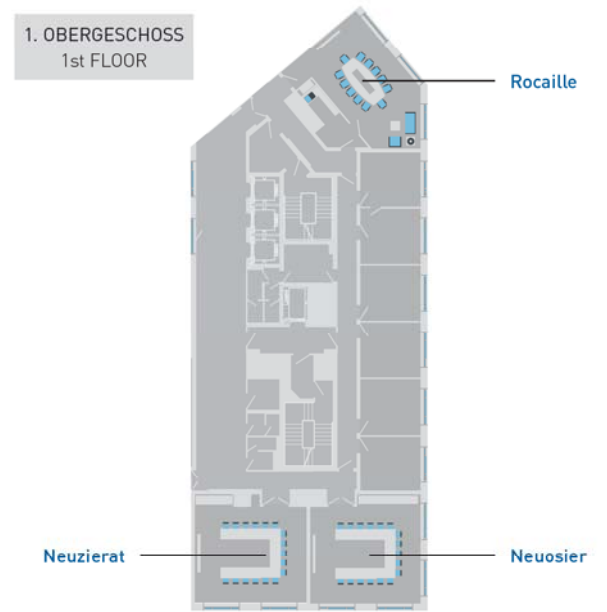 1. OBERGESCHOSS
1st FLOOR
Rocaille
Neuzierat
Neuosier